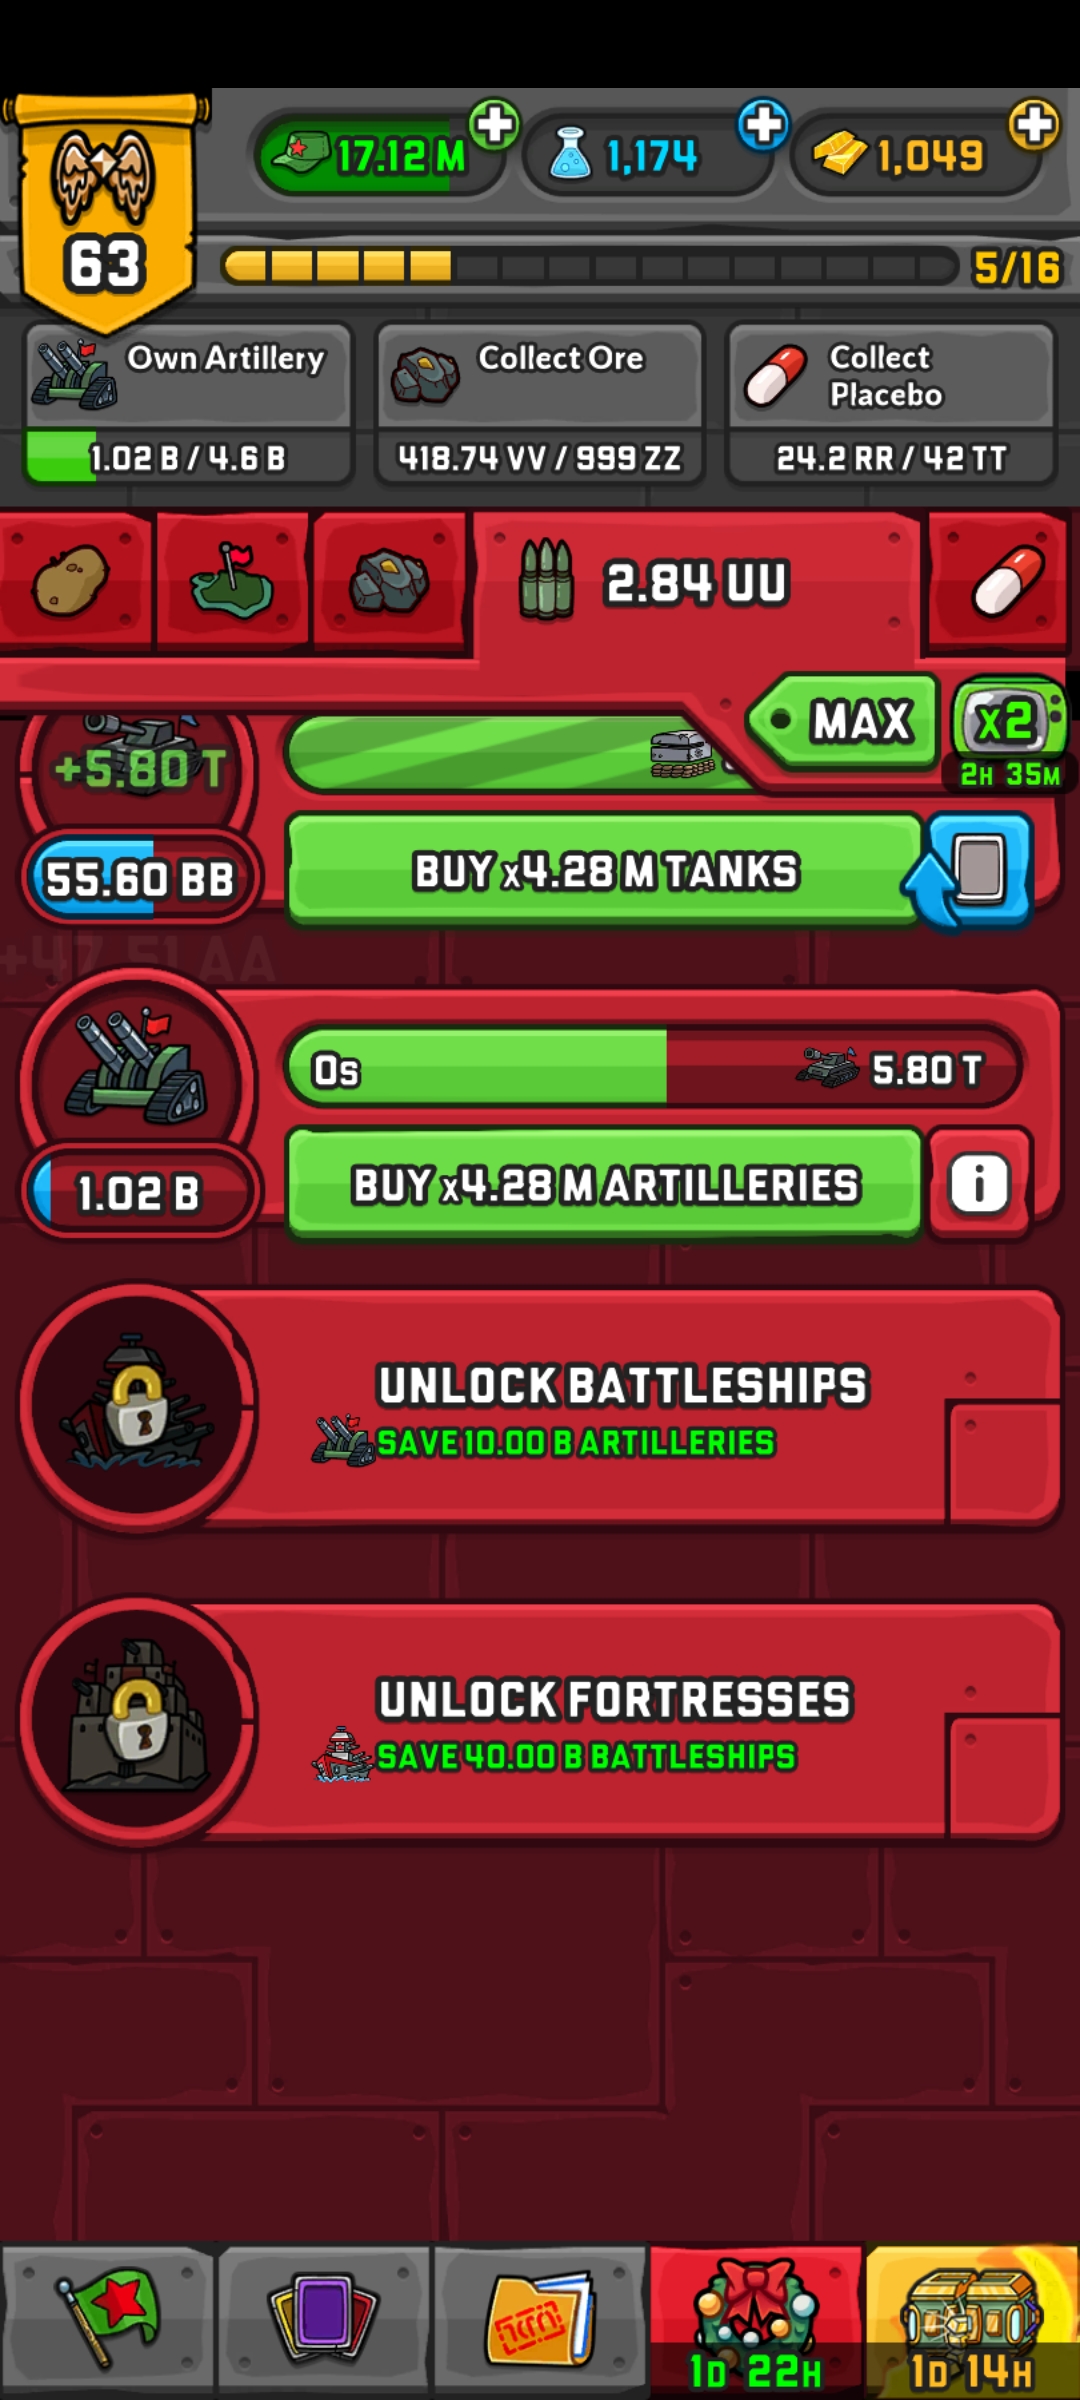 17.12 M
1,174
1,049
63
5/16
Own Artillery
1.02 B / 4.6 B
Collect Ore
418.74 VV / 999 ZZ
Collect
Placebo
24.2 RR / 42 TT
2.84 UU
MAX
x2
2H 35M
+5.80 T
55.60 BB
BUY x4.28 M TANKS
+47.51 AA
0s
5.80 T
1.02 B
BUY x4.28 M ARTILLERIES
i
UNLOCK BATTLESHIPS
SAVE 10.00 B ARTILLERIES
UNLOCK FORTRESSES
SAVE 40.00 B BATTLESHIPS
1D 22H
1D 14H